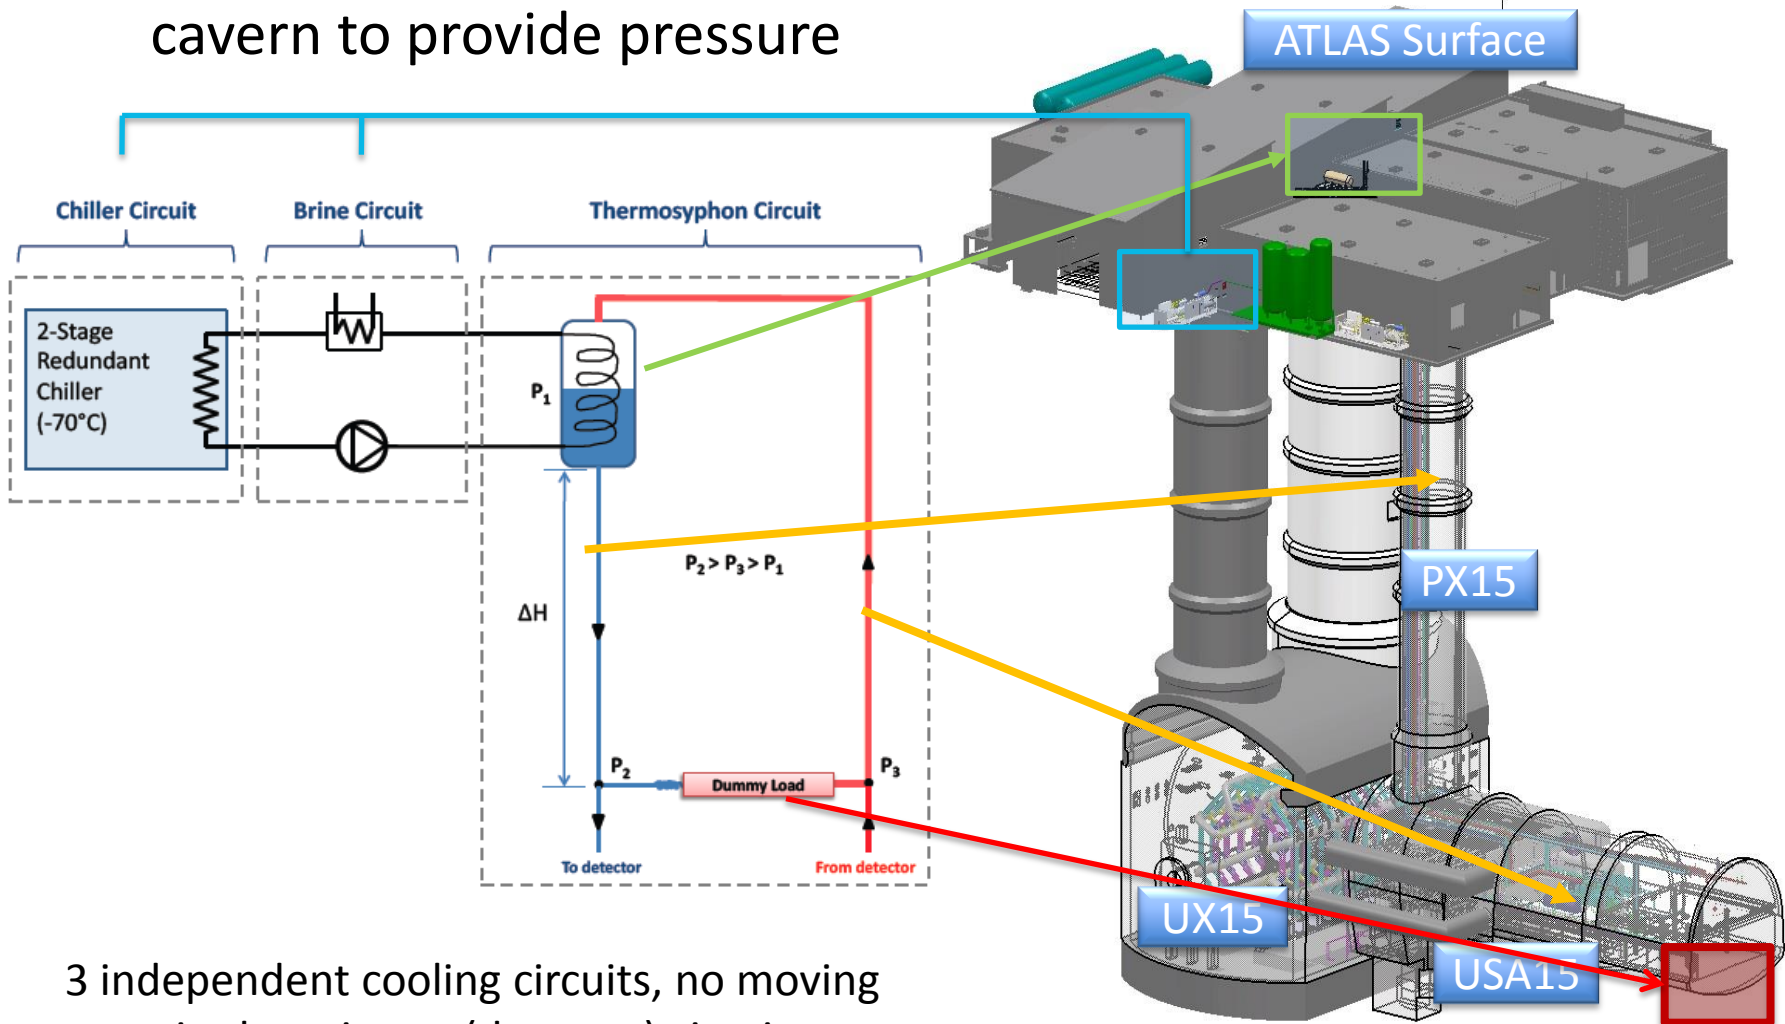 cavern to provide pressure
ATLAS Surface
Chiller Circuit
Brine Circuit
Thermosyphon Circuit
2-Stage
Redundant
Chiller
(-70°C)
P1
P2 > P3 > P1
ΔH
PX15
P2
P3
Dummy Load
To detector
From detector
UX15
USA15
3 independent cooling circuits, no moving